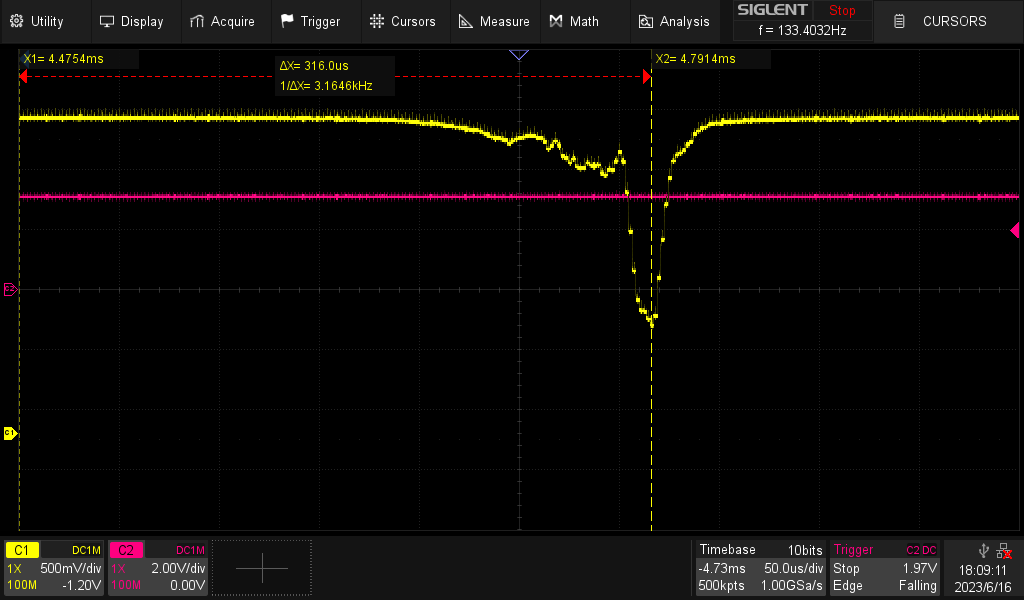 Utility Display Acquire Trigger Cursors Measure Math Analysis SIGLENT Stop CURSORS
f = 133.4032Hz
X1= 4.4754ms X2= 4.7914ms
ΔX= 316.0us
1/ΔX= 3.1646kHz
C1
C1 DC1M C2 DC1M Timebase 10bits Trigger C2 DC
1X 500mV/div 1X 2.00V/div -4.73ms 50.0us/div Stop 1.97V 18:09:11
100M -1.20V 100M 0.00V 500kpts 1.00GSa/s Edge Falling 2023/6/16